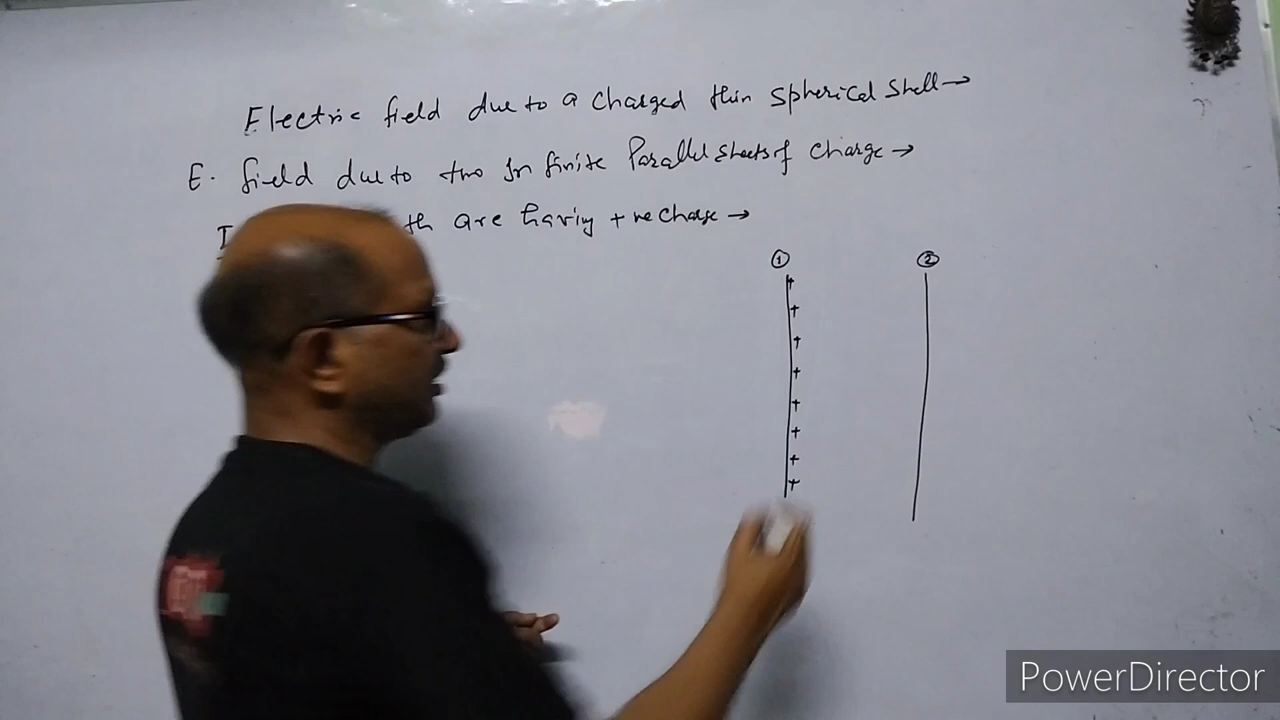 Electric field due to a charged thin spherical shell→
E. field due to two Infinite Parallel sheets of charge →
I th are having +ve charge →
① ②
+
+
+
+
+
+
+
+
PowerDirector